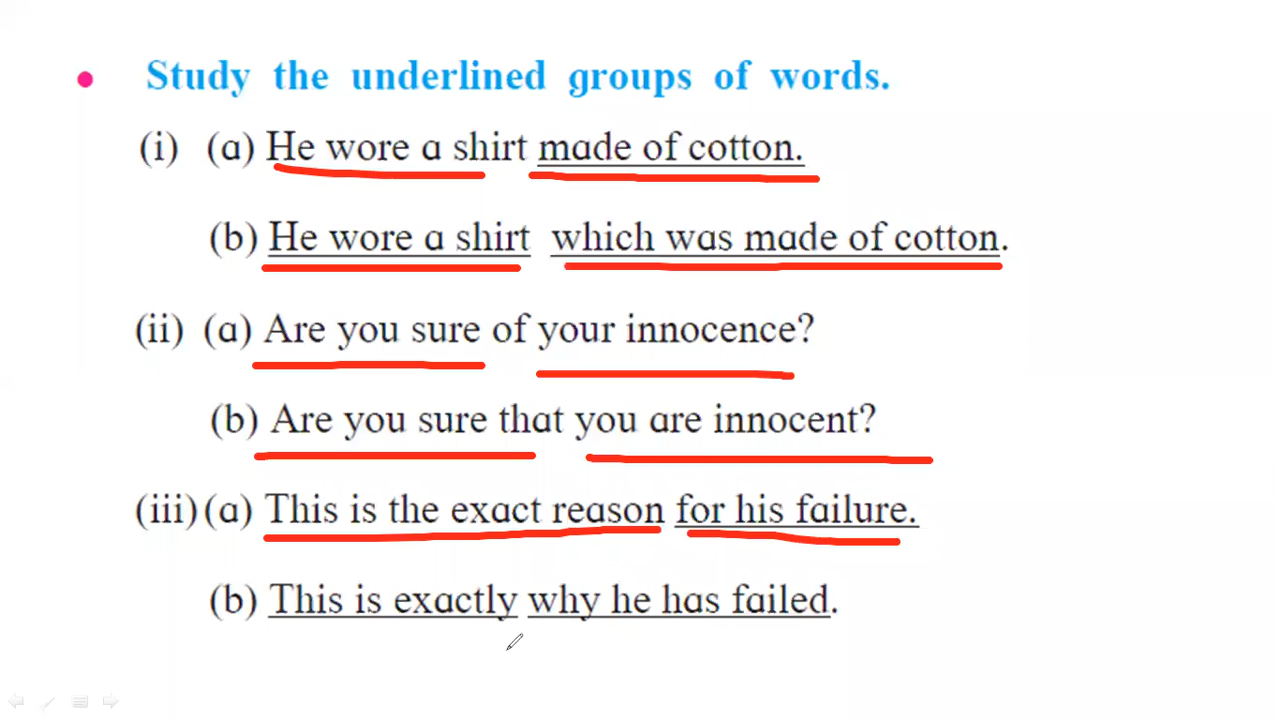 • Study the underlined groups of words.
(i) (a) He wore a shirt made of cotton.
(b) He wore a shirt which was made of cotton.
(ii) (a) Are you sure of your innocence?
(b) Are you sure that you are innocent?
(iii) (a) This is the exact reason for his failure.
(b) This is exactly why he has failed.